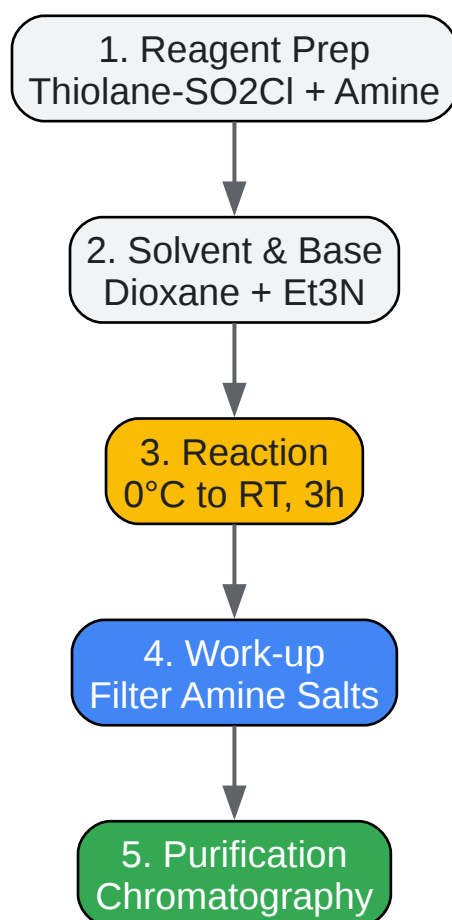 1. Reagent Prep
Thiolane-SO2Cl + Amine
2. Solvent & Base
Dioxane + Et3N
3. Reaction
0°C to RT, 3h
4. Work-up
Filter Amine Salts
5. Purification
Chromatography